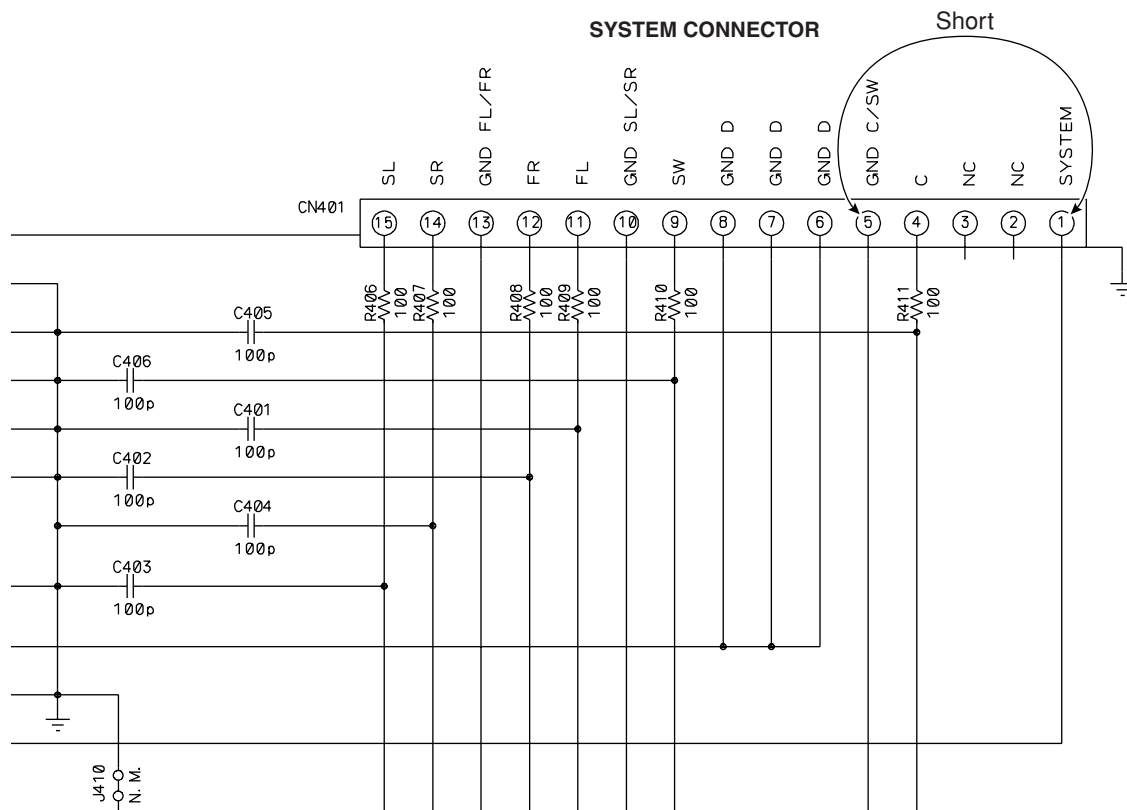 SYSTEM CONNECTOR
Short
SL
SR
GND FL/FR
FR
FL
GND SL/SR
SW
GND D
GND D
GND D
GND C/SW
C
NC
NC
SYSTEM
CN401
15 14 13 12 11 10 9 8 7 6 5 4 3 2 1
R406
100
R407
100
R408
100
R409
100
R410
100
R411
100
C405
100p
C406
100p
C401
100p
C402
100p
C404
100p
C403
100p
J410
N. M.